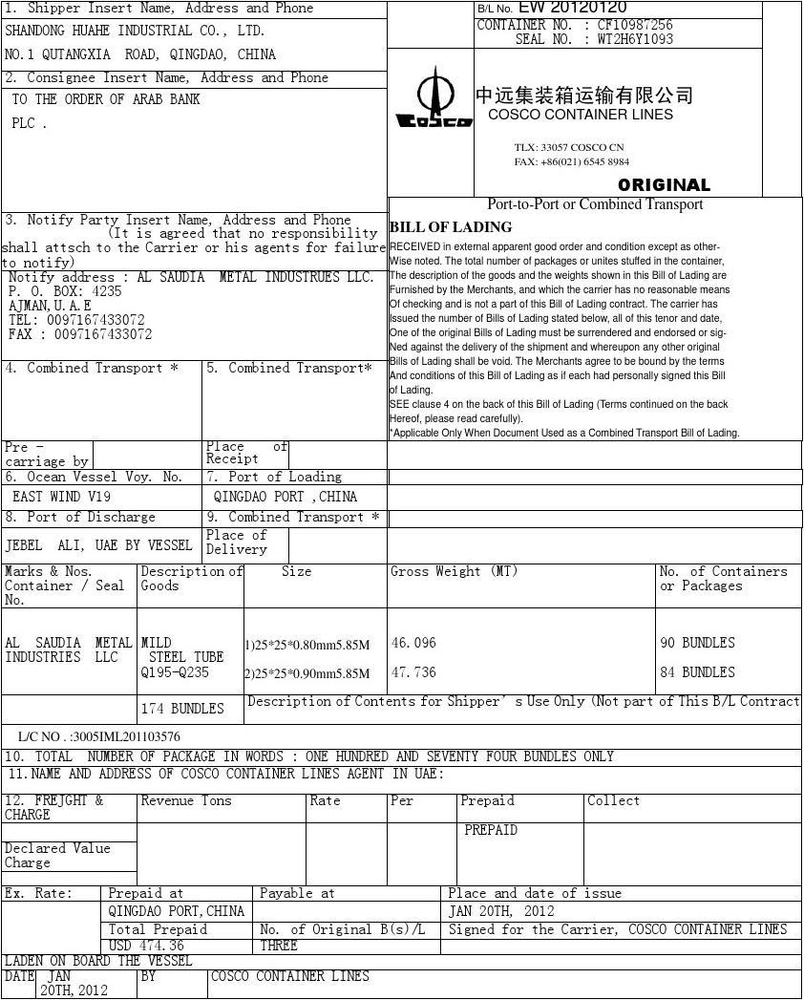 1. Shipper Insert Name, Address and Phone
SHANDONG HUAHE INDUSTRIAL CO., LTD.
NO.1 QUTANGXIA ROAD, QINGDAO, CHINA
2. Consignee Insert Name, Address and Phone
TO THE ORDER OF ARAB BANK
PLC .
B/L No. EW 20120120
CONTAINER NO. : CF10987256
SEAL NO. : WT2H6Y1093
COSCO
中远集装箱运输有限公司
COSCO CONTAINER LINES
TLX: 33057 COSCO CN
FAX: +86(021) 6545 8984
ORIGINAL
3. Notify Party Insert Name, Address and Phone
(It is agreed that no responsibility
shall attsch to the Carrier or his agents for failure
to notify)
Notify address : AL SAUDIA METAL INDUSTRUES LLC.
P. O. BOX: 4235
AJMAN,U.A.E
TEL: 0097167433072
FAX : 0097167433072
Port-to-Port or Combined Transport
BILL OF LADING
RECEIVED in external apparent good order and condition except as other-
Wise noted. The total number of packages or unites stuffed in the container,
The description of the goods and the weights shown in this Bill of Lading are
Furnished by the Merchants, and which the carrier has no reasonable means
Of checking and is not a part of this Bill of Lading contract. The carrier has
Issued the number of Bills of Lading stated below, all of this tenor and date,
One of the original Bills of Lading must be surrendered and endorsed or sig-
Ned against the delivery of the shipment and whereupon any other original
Bills of Lading shall be void. The Merchants agree to be bound by the terms
And conditions of this Bill of Lading as if each had personally signed this Bill
of Lading.
SEE clause 4 on the back of this Bill of Lading (Terms continued on the back
Hereof, please read carefully).
*Applicable Only When Document Used as a Combined Transport Bill of Lading.
4. Combined Transport * 5. Combined Transport*
Pre - Place of
carriage by Receipt
6. Ocean Vessel Voy. No. 7. Port of Loading
EAST WIND V19 QINGDAO PORT ,CHINA
8. Port of Discharge 9. Combined Transport *
JEBEL ALI, UAE BY VESSEL Place of
Delivery
Marks & Nos. Description of Size Gross Weight (MT) No. of Containers
Container / Seal Goods or Packages
No.
AL SAUDIA METAL MILD 1)25*25*0.80mm5.85M 46.096 90 BUNDLES
INDUSTRIES LLC STEEL TUBE
Q195-Q235 2)25*25*0.90mm5.85M 47.736 84 BUNDLES
174 BUNDLES Description of Contents for Shipper's Use Only (Not part of This B/L Contract
L/C NO . :3005IML201103576
10. TOTAL NUMBER OF PACKAGE IN WORDS : ONE HUNDRED AND SEVENTY FOUR BUNDLES ONLY
11.NAME AND ADDRESS OF COSCO CONTAINER LINES AGENT IN UAE:
12. FREJGHT & Revenue Tons Rate Per Prepaid Collect
CHARGE
PREPAID
Declared Value
Charge
Ex. Rate: Prepaid at Payable at Place and date of issue
QINGDAO PORT,CHINA JAN 20TH, 2012
Total Prepaid No. of Original B(s)/L Signed for the Carrier, COSCO CONTAINER LINES
USD 474.36 THREE
LADEN ON BOARD THE VESSEL
DATE JAN BY COSCO CONTAINER LINES
20TH,2012